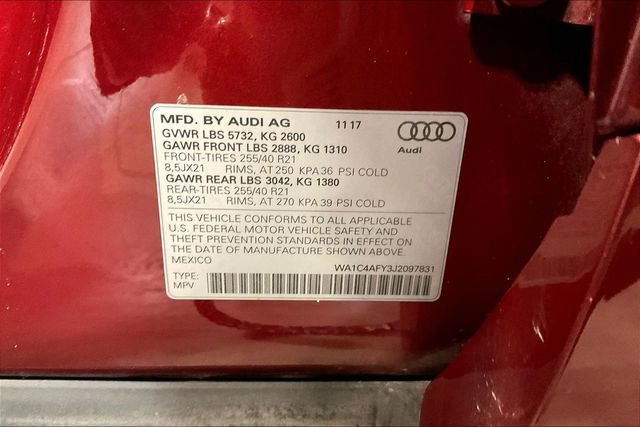 MFD. BY AUDI AG 11 17
GVWR LBS 5732, KG 2600
GAWR FRONT LBS 2888, KG 1310
Audi
FRONT-TIRES 255/40 R21
8,5JX21 RIMS, AT 250 KPA 36 PSI COLD
GAWR REAR LBS 3042, KG 1380
REAR-TIRES 255/40 R21
8,5JX21 RIMS, AT 270 KPA 39 PSI COLD
THIS VEHICLE CONFORMS TO ALL APPLICABLE
U.S. FEDERAL MOTOR VEHICLE SAFETY AND
THEFT PREVENTION STANDARDS IN EFFECT ON
THE DATE OF MANUFACTURE SHOWN ABOVE.
MEXICO WA1C4AFY3J2097831
TYPE:
MPV